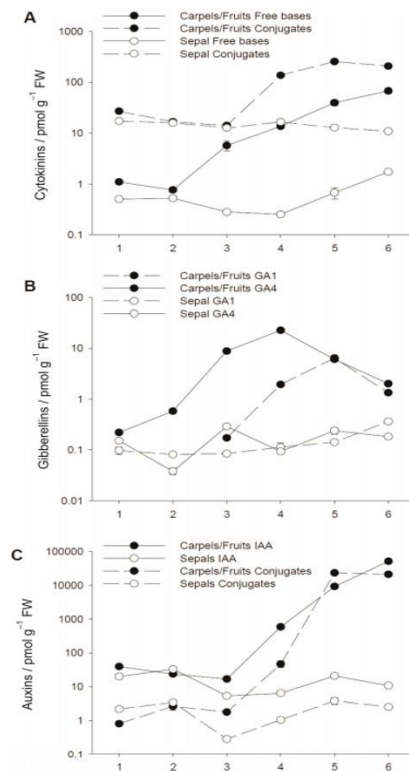 A
Carpels/Fruits Free bases
Carpels/Fruits Conjugates
Sepal Free bases
Sepal Conjugates
Cytokinins / pmol g⁻¹ FW
1000
100
10
1
0.1
1 2 3 4 5 6
B
Carpels/Fruits GA1
Carpels/Fruits GA4
Sepal GA1
Sepal GA4
Gibberellins / pmol g⁻¹ FW
100
10
1
0.1
0.01
1 2 3 4 5 6
C
Carpels/Fruits IAA
Sepals IAA
Carpels/Fruits Conjugates
Sepals Conjugates
Auxins / pmol g⁻¹ FW
100000
10000
1000
100
10
1
0.1
1 2 3 4 5 6